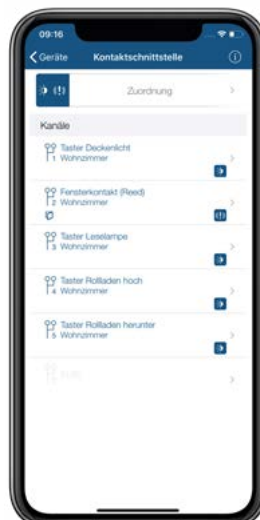 09:16
Geräte
Kontaktschnittstelle
Zuordnung
Kanäle
Taster Deckenlicht
1 Wohnzimmer
Fensterkontakt (Reed)
2 Wohnzimmer
Taster Leselampe
3 Wohnzimmer
Taster Rollladen hoch
4 Wohnzimmer
Taster Rollladen herunter
5 Wohnzimmer